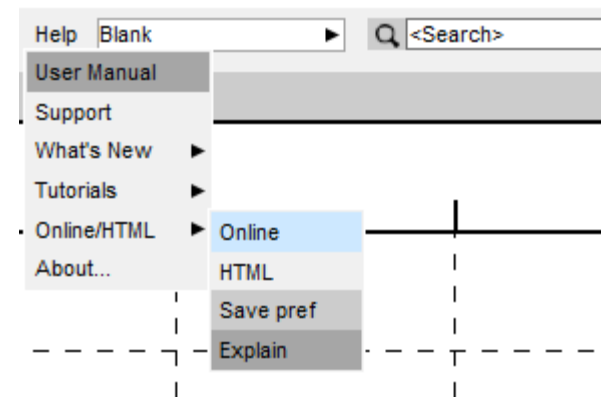 Help Blank <Search>
User Manual
Support
What's New
Tutorials
Online/HTML
About...
Online
HTML
Save pref
Explain